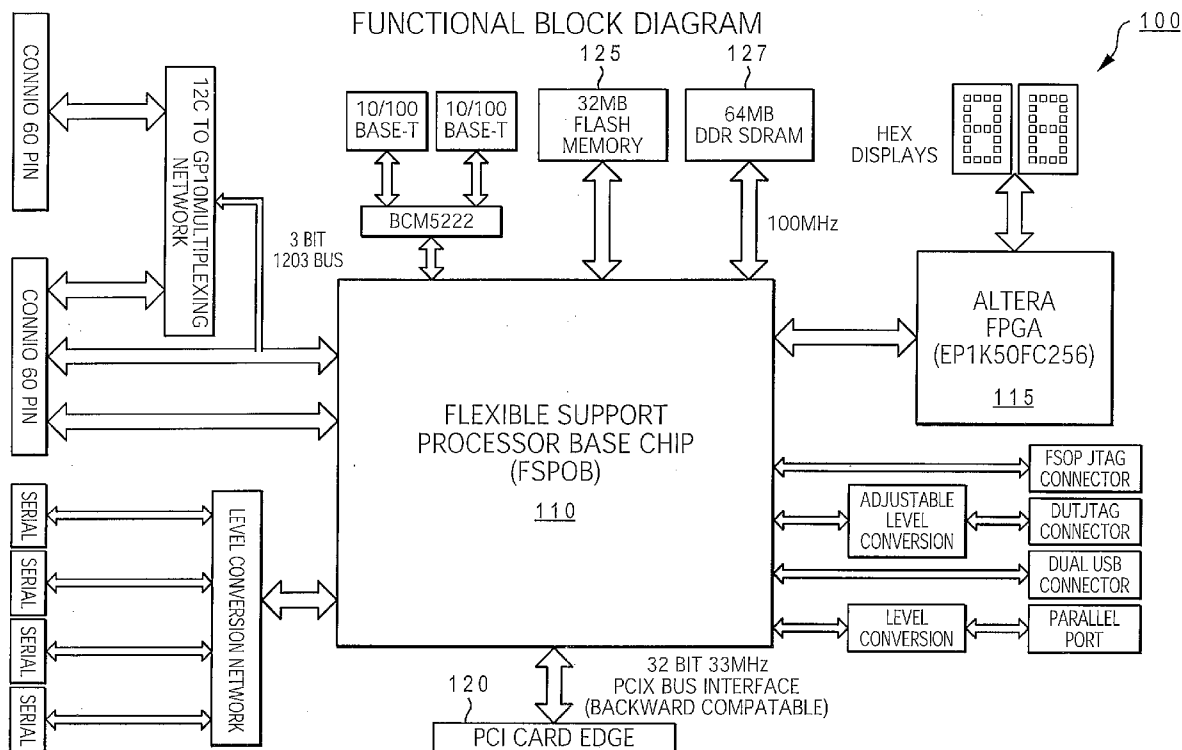 FUNCTIONAL BLOCK DIAGRAM
100
CONNIO 60 PIN
12C TO GP10MULTIPLEXING
NETWORK
10/100
BASE-T
10/100
BASE-T
125
32MB
FLASH
MEMORY
127
64MB
DDR SDRAM
HEX
DISPLAYS
BCM5222
3 BIT
1203 BUS
100MHz
CONNIO 60 PIN
ALTERA
FPGA
(EP1K50FC256)
115
FLEXIBLE SUPPORT
PROCESSOR BASE CHIP
(FSPOB)
110
FSOP JTAG
CONNECTOR
ADJUSTABLE
LEVEL
CONVERSION
DUTJTAG
CONNECTOR
DUAL USB
CONNECTOR
LEVEL
CONVERSION
PARALLEL
PORT
SERIAL
SERIAL
SERIAL
SERIAL
LEVEL CONVERSION NETWORK
32 BIT 33MHz
PCIX BUS INTERFACE
(BACKWARD COMPATABLE)
120
PCI CARD EDGE